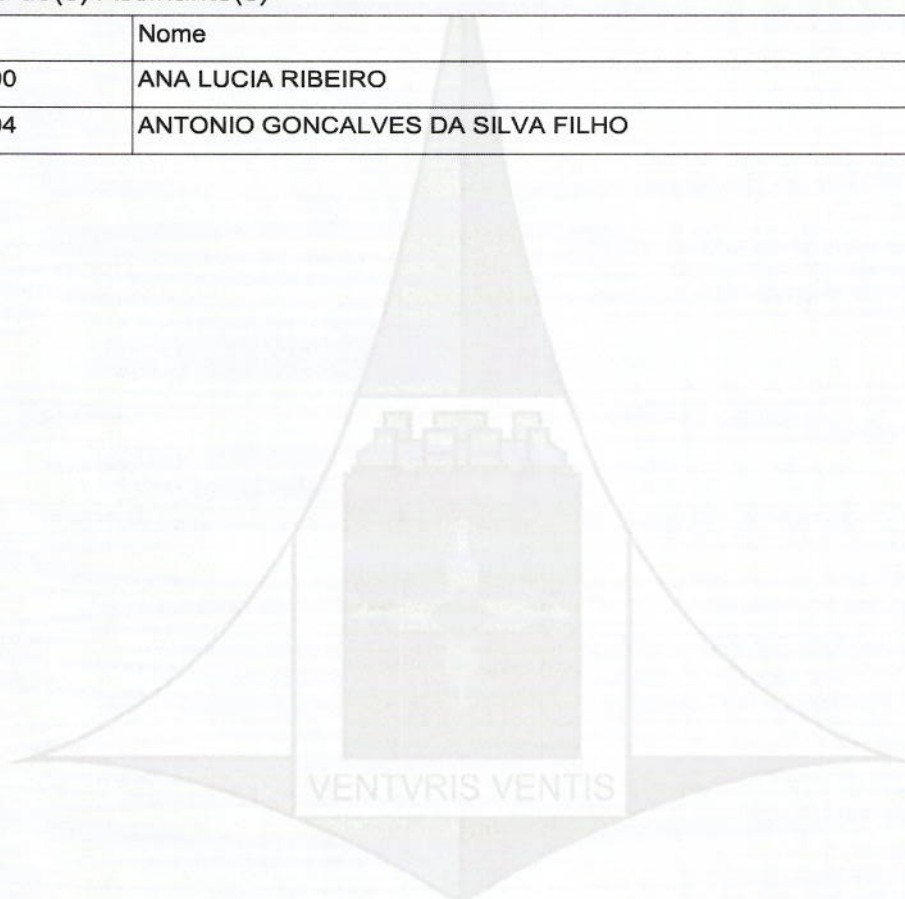 Nome
00 ANA LUCIA RIBEIRO
04 ANTONIO GONCALVES DA SILVA FILHO
VENTVRIS VENTIS